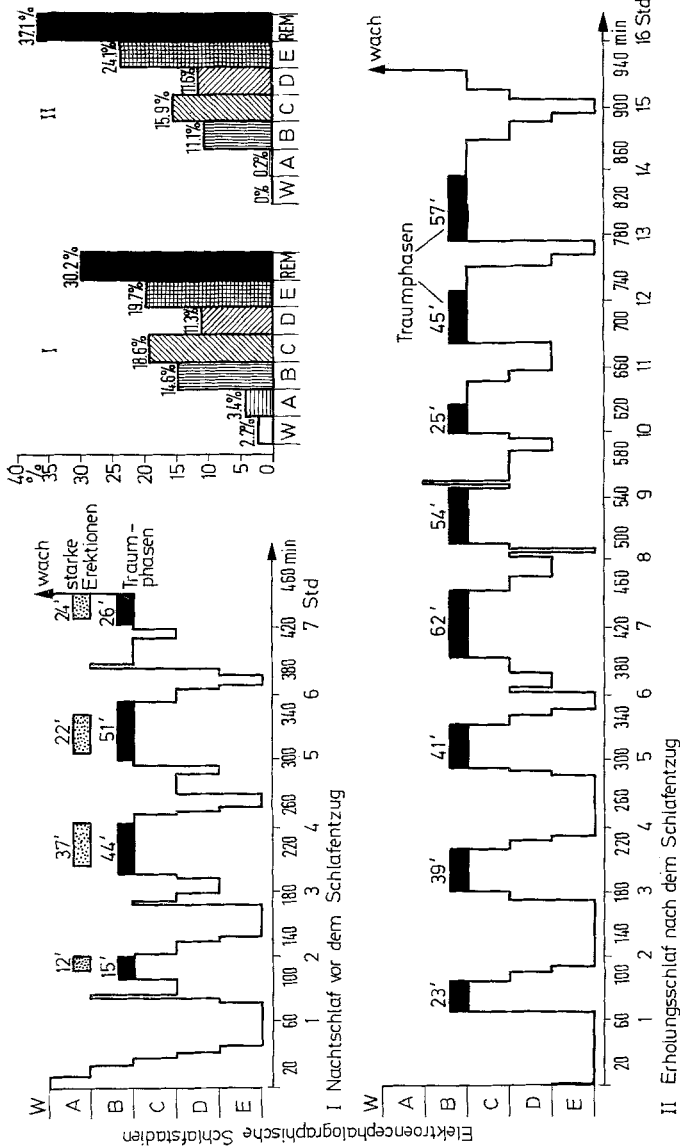 Elektroencephalographische Schlafstadien
W
A
B
C
D
E
12' 37' 22' 24'
15' 44' 51' 26'
wach
starke
Erektionen
Traum-
phasen
20 60 100 140 180 220 260 300 340 380 420 460 min
1 2 3 4 5 6 7 Std
I Nachtschlaf vor dem Schlafentzug
40
%
35
30
25
20
15
10
5
0
I
2.2% 3.4% 14.6% 18.6% 11.3% 19.7% 30.2%
W A B C D E REM
II
0% 0.2% 11.1% 15.9% 11.6% 24.1% 37.1%
W A B C D E REM
W
A
B
C
D
E
23' 39' 41' 62' 54' 25' 45' 57'
Traumphasen
wach
20 60 100 140 180 220 260 300 340 380 420 460 500 540 580 620 660 700 740 780 820 860 900 940 min
1 2 3 4 5 6 8 9 10 11 12 13 14 15 16 Std
II Erholungsschlaf nach dem Schlafentzug